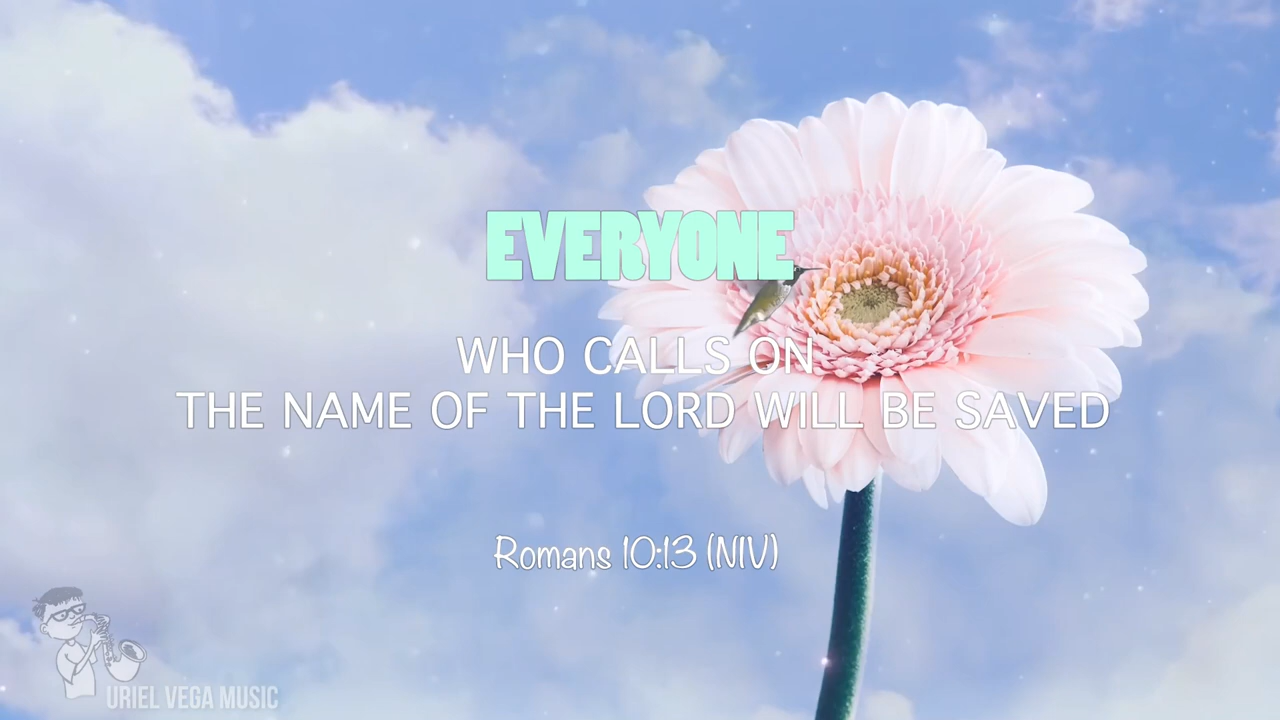 EVERYONE
WHO CALLS ON
THE NAME OF THE LORD WILL BE SAVED
Romans 10:13 (NIV)
URIEL VEGA MUSIC